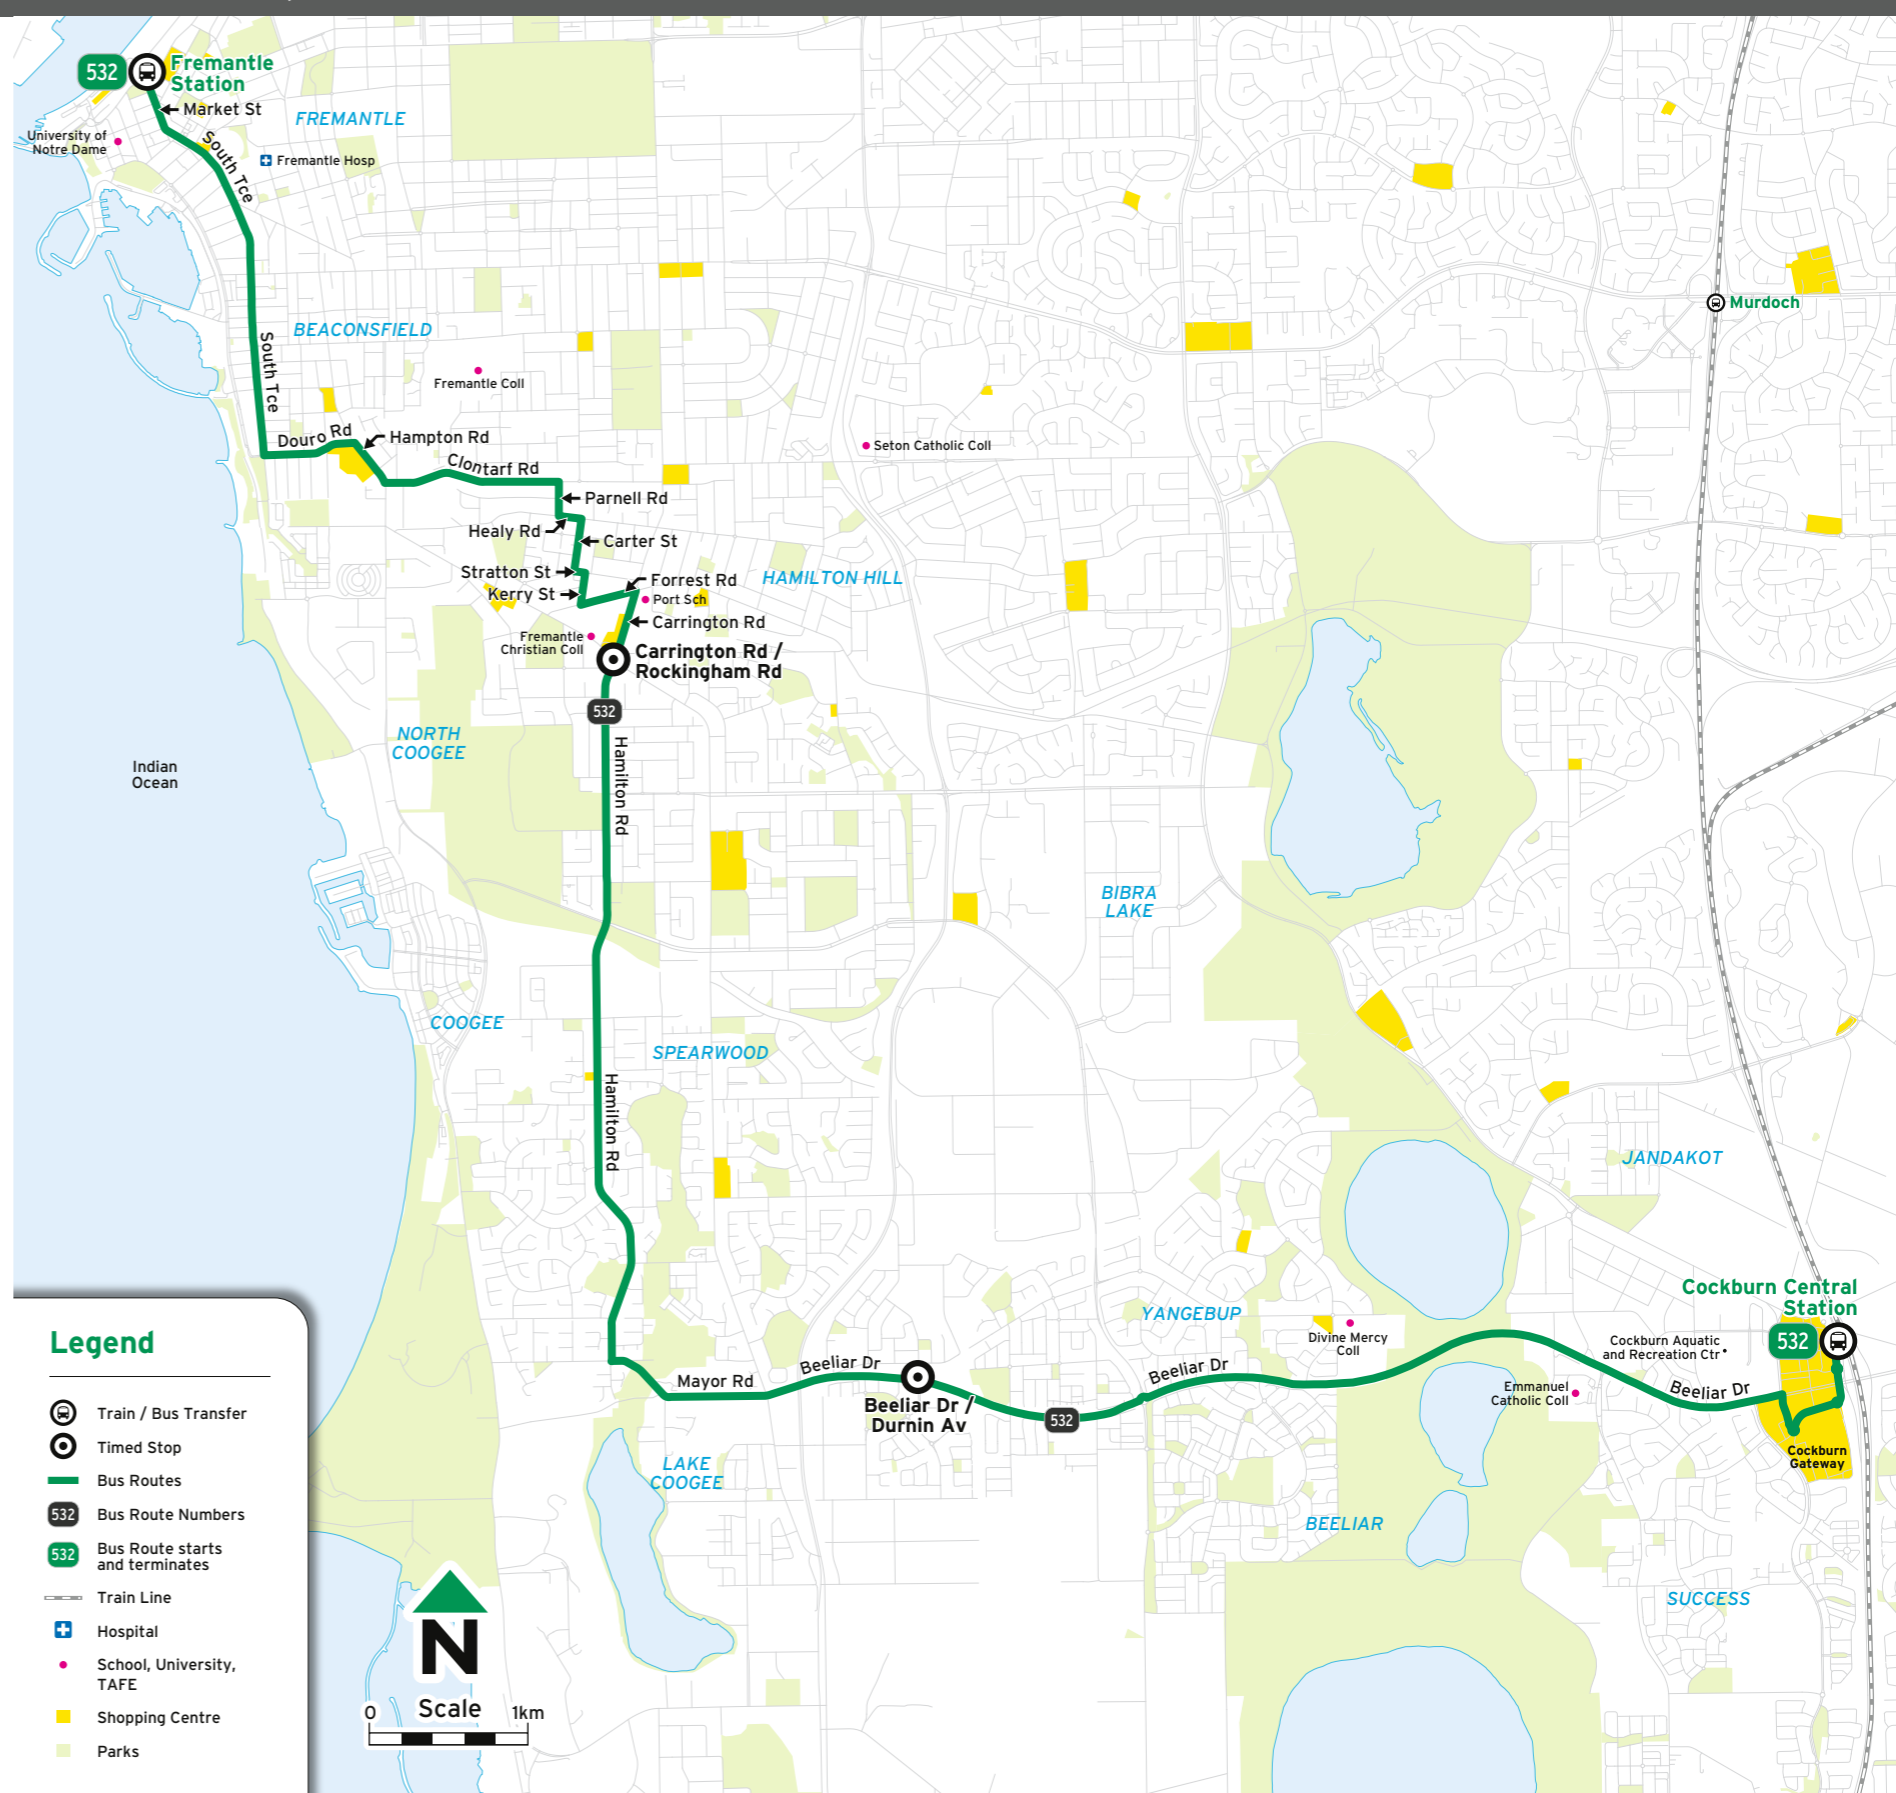 532
Fremantle
Station
Market St
FREMANTLE
University of
Notre Dame
South Tce
Fremantle Hosp
Murdoch
BEACONSFIELD
South Tce
Fremantle Coll
Douro Rd
Hampton Rd
Seton Catholic Coll
Clontarf Rd
Parnell Rd
Healy Rd
Carter St
Stratton St
Forrest Rd
HAMILTON HILL
Kerry St
Port Sch
Carrington Rd
Fremantle
Christian Coll
Carrington Rd /
Rockingham Rd
532
NORTH
COOGEE
Hamilton Rd
Indian
Ocean
BIBRA
LAKE
COOGEE
SPEARWOOD
Hamilton Rd
JANDAKOT
Cockburn Central
Station
532
YANGEBUP
Divine Mercy
Coll
Cockburn Aquatic
and Recreation Ctr
Beeliar Dr
Mayor Rd
Beeliar Dr
Beeliar Dr
Emmanuel
Catholic Coll
Beeliar Dr /
Durnin Av
532
Cockburn
Gateway
LAKE
COOGEE
BEELIAR
SUCCESS
Legend
Train / Bus Transfer
Timed Stop
Bus Routes
532
Bus Route Numbers
532
Bus Route starts
and terminates
Train Line
Hospital
School, University,
TAFE
Shopping Centre
Parks
N
Scale
0
1km